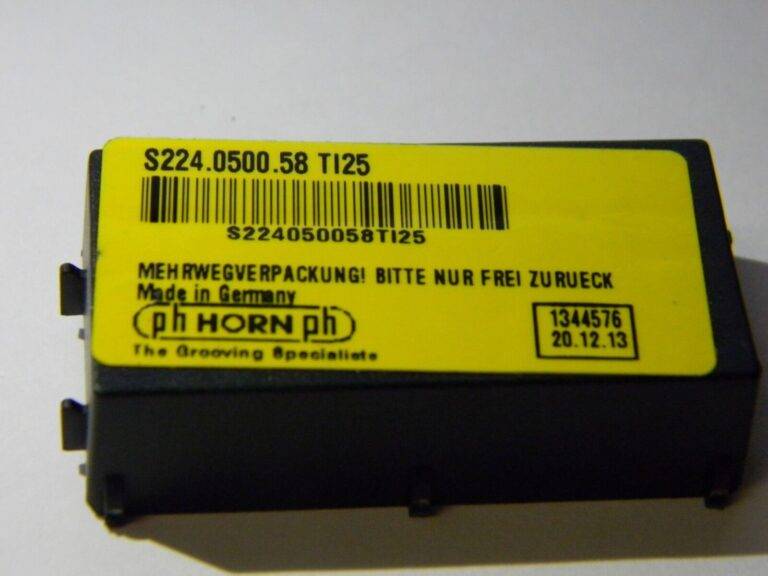 S224.0500.58 TI25
S224050058TI25
MEHRWEGVERPACKUNG! BITTE NUR FREI ZURUECK
Made in Germany
ph HORN ph
The Grooving Specialists
1344576
20.12.13